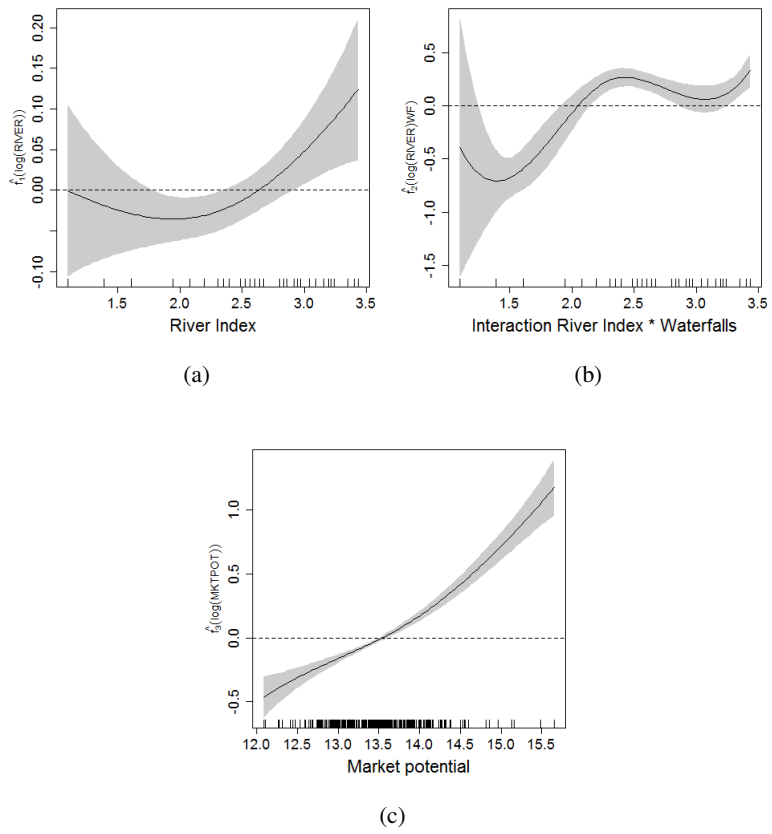 f̂₁(log(RIVER))
0.20
0.15
0.10
0.05
0.00
-0.10
1.5 2.0 2.5 3.0 3.5
River Index
(a)
f̂₂(log(RIVER)WF)
0.5
0.0
-0.5
-1.0
-1.5
1.5 2.0 2.5 3.0 3.5
Interaction River Index * Waterfalls
(b)
f̂₃(log(MKTPOT))
1.0
0.5
0.0
-0.5
12.0 12.5 13.0 13.5 14.0 14.5 15.0 15.5
Market potential
(c)